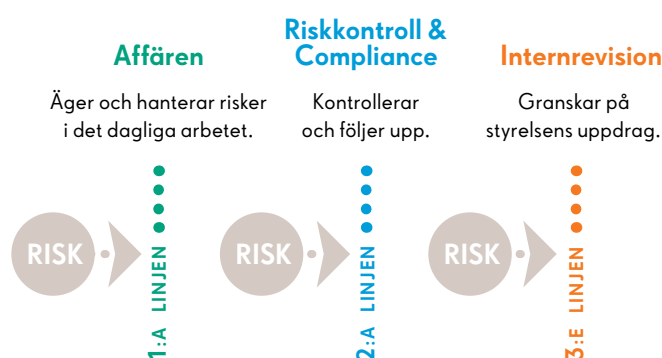 Affären
Äger och hanterar risker
i det dagliga arbetet.
Riskkontroll &
Compliance
Kontrollerar
och följer upp.
Internrevision
Granskar på
styrelsens uppdrag.
RISK
1:A LINJEN
RISK
2:A LINJEN
RISK
3:E LINJEN